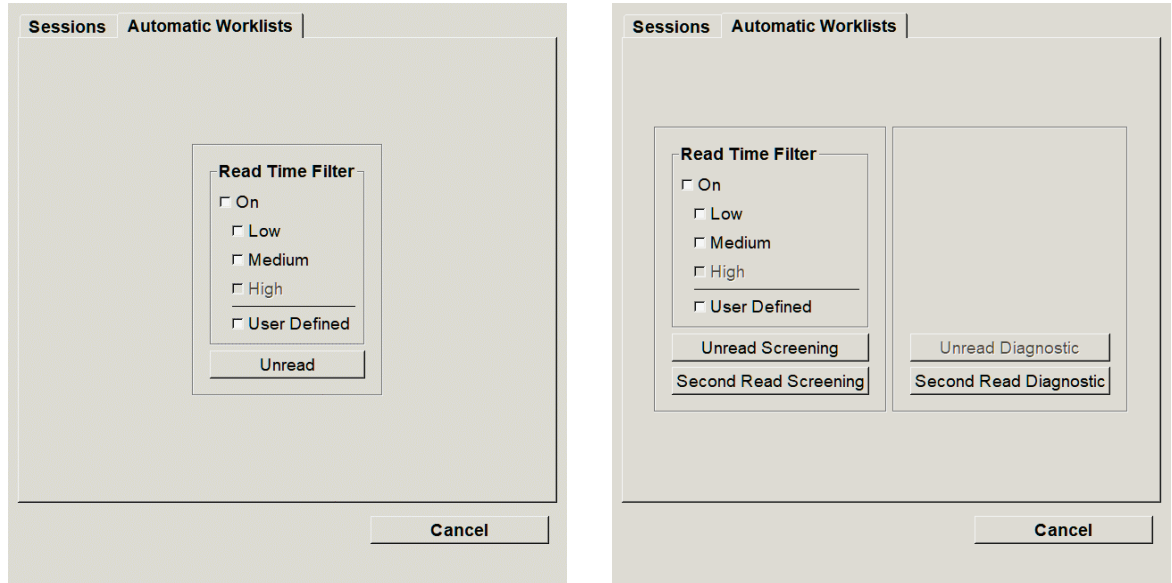 Sessions Automatic Worklists
Read Time Filter
On
Low
Medium
High
User Defined
Unread
Cancel
Sessions Automatic Worklists
Read Time Filter
On
Low
Medium
High
User Defined
Unread Screening
Second Read Screening
Unread Diagnostic
Second Read Diagnostic
Cancel